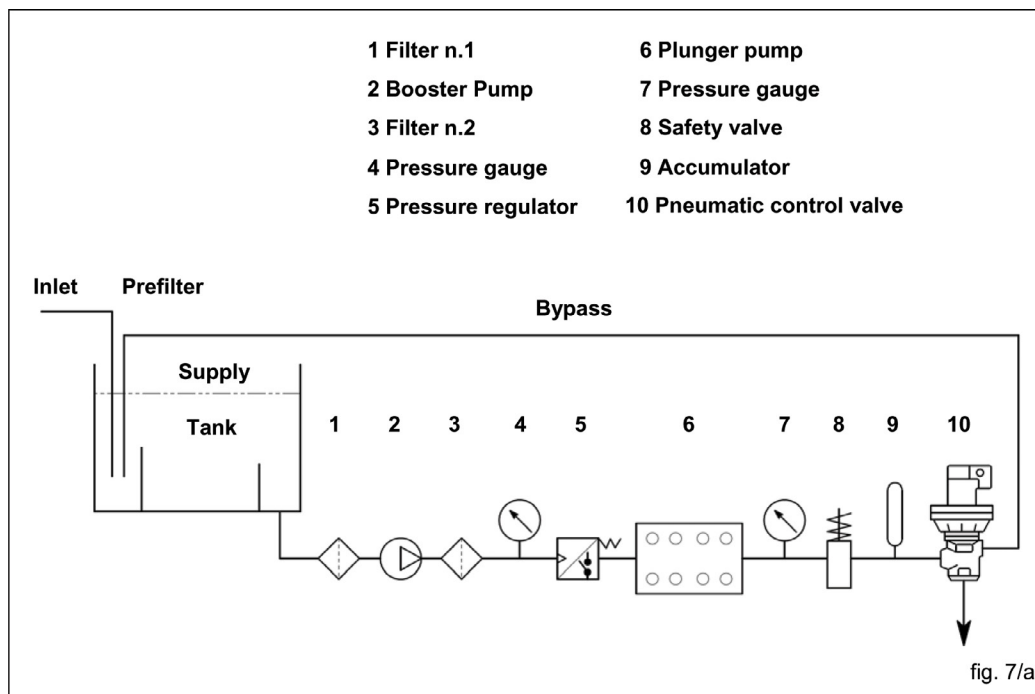 1 Filter n.1
2 Booster Pump
3 Filter n.2
4 Pressure gauge
5 Pressure regulator
6 Plunger pump
7 Pressure gauge
8 Safety valve
9 Accumulator
10 Pneumatic control valve
Inlet Prefilter
Bypass
Supply
Tank
1 2 3 4 5 6 7 8 9 10
fig. 7/a